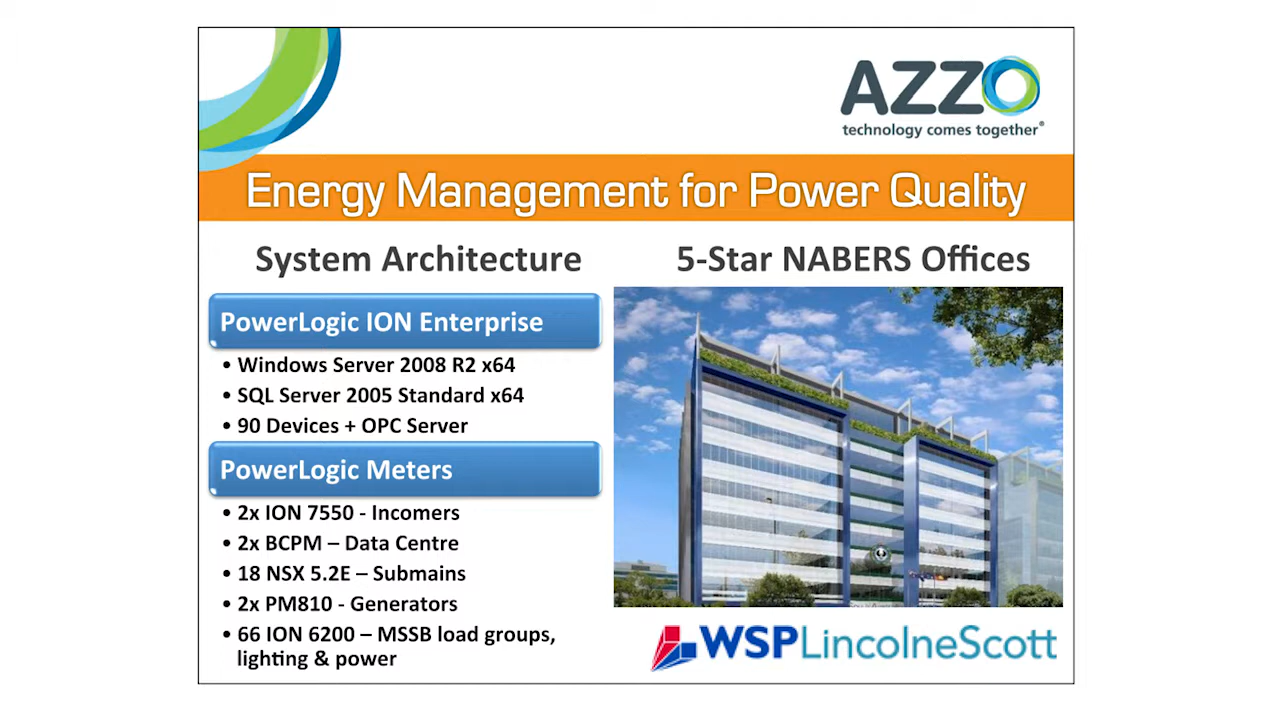 AZZO
technology comes together®
Energy Management for Power Quality
System Architecture
PowerLogic ION Enterprise
• Windows Server 2008 R2 x64
• SQL Server 2005 Standard x64
• 90 Devices + OPC Server
PowerLogic Meters
• 2x ION 7550 - Incomers
• 2x BCPM – Data Centre
• 18 NSX 5.2E – Submains
• 2x PM810 - Generators
• 66 ION 6200 – MSSB load groups,
lighting & power
5-Star NABERS Offices
WSPLincolneScott